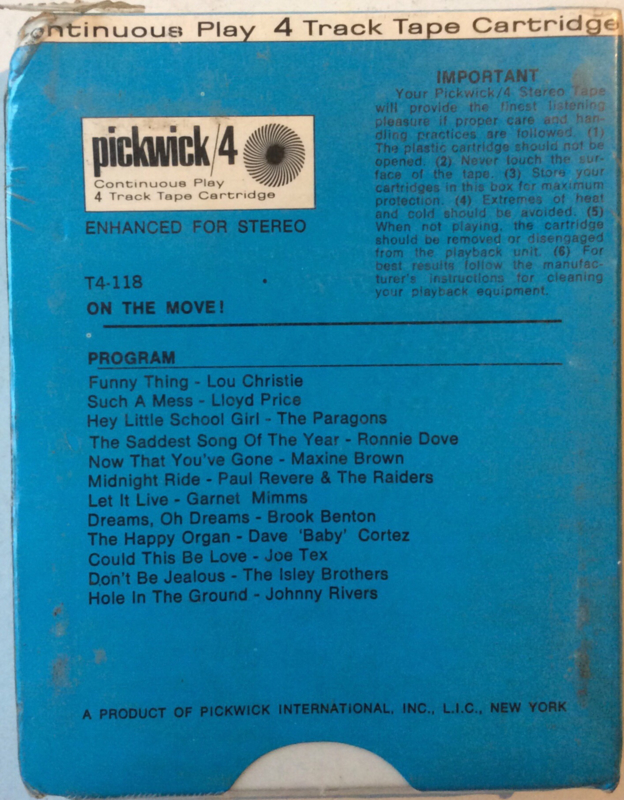 ontinuous Play 4 Track Tape Cartridge
IMPORTANT
Your Pickwick/4 Stereo Tape
will provide the finest listening
pleasure if proper care and han-
dling practices are followed. (1)
The plastic cartridge should not be
opened. (2) Never touch the sur-
face of the tape. (3) Store your
cartridges in this box for maximum
protection. (4) Extremes of heat
and cold should be avoided. (5)
When not playing, the cartridge
should be removed or disengaged
from the playback unit. (6) For
best results follow the manufac-
turer's instructions for cleaning
your playback equipment.
pickwick/4
Continuous Play
4 Track Tape Cartridge
ENHANCED FOR STEREO
T4-118
ON THE MOVE!
PROGRAM
Funny Thing - Lou Christie
Such A Mess - Lloyd Price
Hey Little School Girl - The Paragons
The Saddest Song Of The Year - Ronnie Dove
Now That You've Gone - Maxine Brown
Midnight Ride - Paul Revere & The Raiders
Let It Live - Garnet Mimms
Dreams, Oh Dreams - Brook Benton
The Happy Organ - Dave 'Baby' Cortez
Could This Be Love - Joe Tex
Don't Be Jealous - The Isley Brothers
Hole In The Ground - Johnny Rivers
A PRODUCT OF PICKWICK INTERNATIONAL, INC., L.I.C., NEW YORK